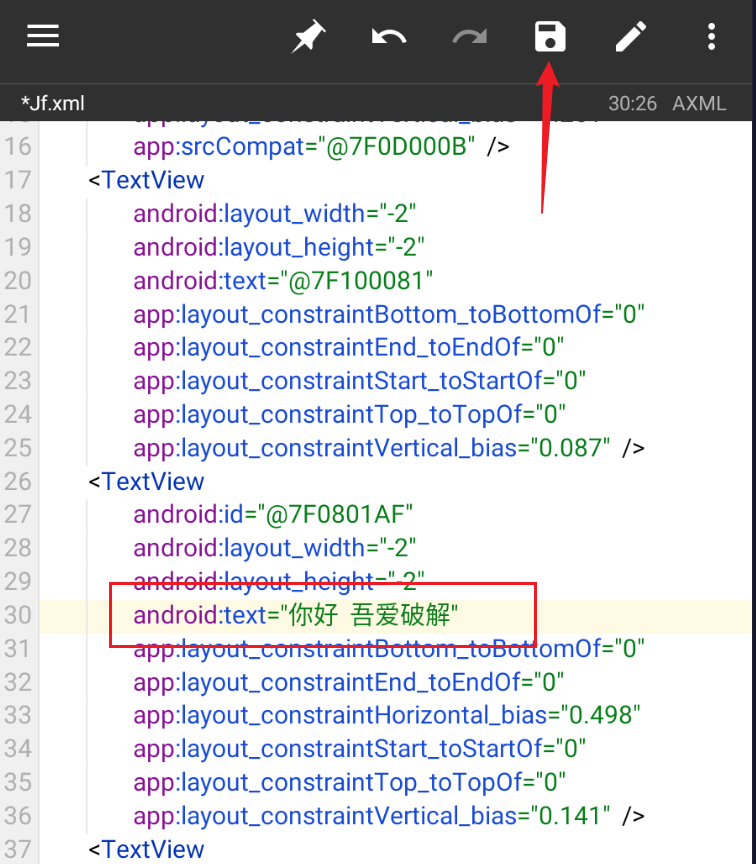 *Jf.xml 30:26 AXML
16 app:srcCompat="@7F0D000B" />
17 <TextView
18 android:layout_width="-2"
19 android:layout_height="-2"
20 android:text="@7F100081"
21 app:layout_constraintBottom_toBottomOf="0"
22 app:layout_constraintEnd_toEndOf="0"
23 app:layout_constraintStart_toStartOf="0"
24 app:layout_constraintTop_toTopOf="0"
25 app:layout_constraintVertical_bias="0.087" />
26 <TextView
27 android:id="@7F0801AF"
28 android:layout_width="-2"
29 android:layout_height="-2"
30 android:text="你好 吾爱破解"
31 app:layout_constraintBottom_toBottomOf="0"
32 app:layout_constraintEnd_toEndOf="0"
33 app:layout_constraintHorizontal_bias="0.498"
34 app:layout_constraintStart_toStartOf="0"
35 app:layout_constraintTop_toTopOf="0"
36 app:layout_constraintVertical_bias="0.141" />
37 <TextView